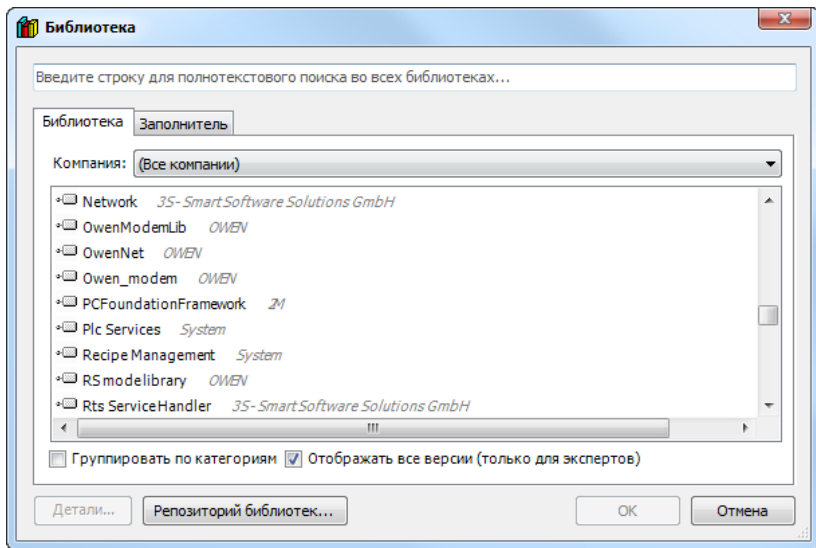 Библиотека
Введите строку для полнотекстового поиска во всех библиотеках...
Библиотека Заполнитель
Компания: (Все компании)
Network 3S-Smart Software Solutions GmbH
OwenModemLib OWEN
OwenNet OWEN
Owen_modem OWEN
PCFoundationFramework 2M
Plc Services System
Recipe Management System
RS modelibrary OWEN
Rts ServiceHandler 3S-Smart Software Solutions GmbH
Группировать по категориям Отображать все версии (только для экспертов)
Детали... Репозиторий библиотек... OK Отмена